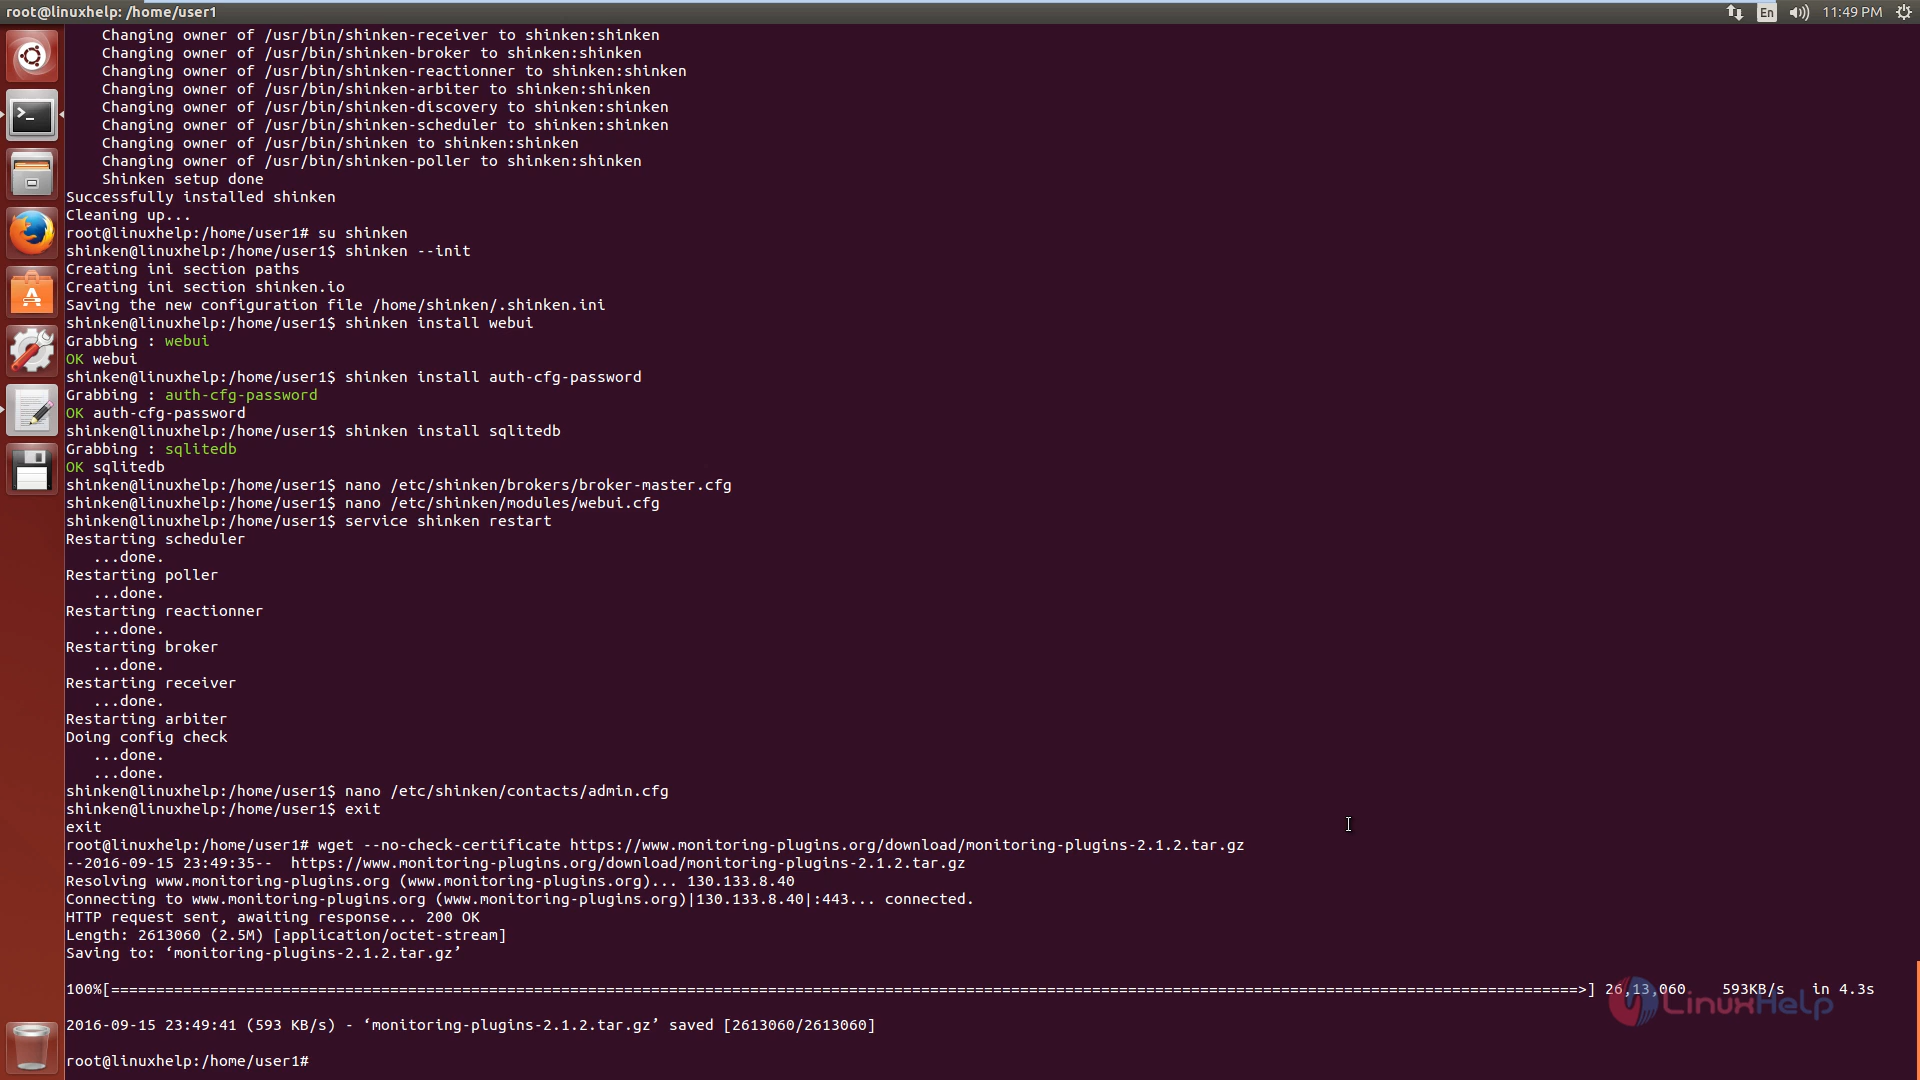 root@linuxhelp: /home/user1
En
11:49 PM
Changing owner of /usr/bin/shinken-receiver to shinken:shinken
Changing owner of /usr/bin/shinken-broker to shinken:shinken
Changing owner of /usr/bin/shinken-reactionner to shinken:shinken
Changing owner of /usr/bin/shinken-arbiter to shinken:shinken
Changing owner of /usr/bin/shinken-discovery to shinken:shinken
Changing owner of /usr/bin/shinken-scheduler to shinken:shinken
Changing owner of /usr/bin/shinken to shinken:shinken
Changing owner of /usr/bin/shinken-poller to shinken:shinken
Shinken setup done
Successfully installed shinken
Cleaning up...
root@linuxhelp:/home/user1# su shinken
shinken@linuxhelp:/home/user1$ shinken --init
Creating ini section paths
Creating ini section shinken.io
Saving the new configuration file /home/shinken/.shinken.ini
shinken@linuxhelp:/home/user1$ shinken install webui
Grabbing : webui
OK webui
shinken@linuxhelp:/home/user1$ shinken install auth-cfg-password
Grabbing : auth-cfg-password
OK auth-cfg-password
shinken@linuxhelp:/home/user1$ shinken install sqlitedb
Grabbing : sqlitedb
OK sqlitedb
shinken@linuxhelp:/home/user1$ nano /etc/shinken/brokers/broker-master.cfg
shinken@linuxhelp:/home/user1$ nano /etc/shinken/modules/webui.cfg
shinken@linuxhelp:/home/user1$ service shinken restart
Restarting scheduler
...done.
Restarting poller
...done.
Restarting reactionner
...done.
Restarting broker
...done.
Restarting receiver
...done.
Restarting arbiter
Doing config check
...done.
...done.
shinken@linuxhelp:/home/user1$ nano /etc/shinken/contacts/admin.cfg
shinken@linuxhelp:/home/user1$ exit
exit
root@linuxhelp:/home/user1# wget --no-check-certificate https://www.monitoring-plugins.org/download/monitoring-plugins-2.1.2.tar.gz
--2016-09-15 23:49:35--  https://www.monitoring-plugins.org/download/monitoring-plugins-2.1.2.tar.gz
Resolving www.monitoring-plugins.org (www.monitoring-plugins.org)... 130.133.8.40
Connecting to www.monitoring-plugins.org (www.monitoring-plugins.org)|130.133.8.40|:443... connected.
HTTP request sent, awaiting response... 200 OK
Length: 2613060 (2.5M) [application/octet-stream]
Saving to: ‘monitoring-plugins-2.1.2.tar.gz’
100%[===================================================================================================================================================================>] 26,13,060    593KB/s   in 4.3s
LinuxHelp
2016-09-15 23:49:41 (593 KB/s) - ‘monitoring-plugins-2.1.2.tar.gz’ saved [2613060/2613060]
root@linuxhelp:/home/user1#